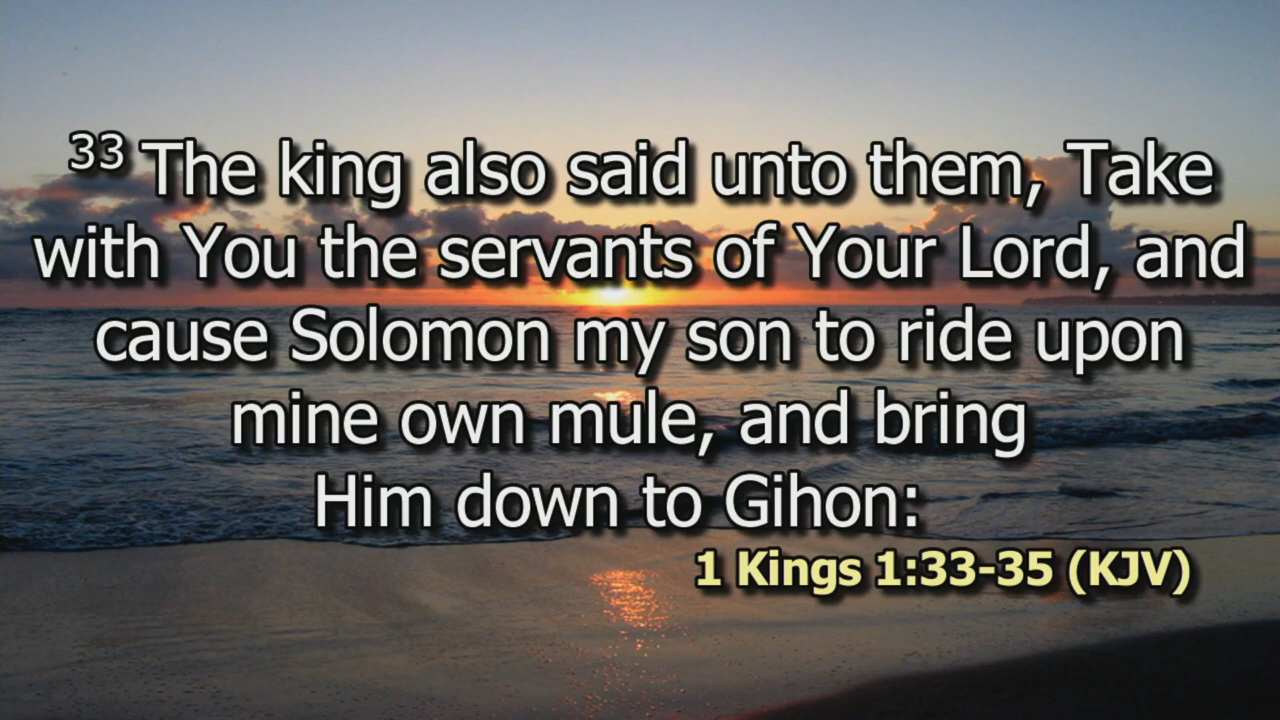 33 The king also said unto them, Take
with You the servants of Your Lord, and
cause Solomon my son to ride upon
mine own mule, and bring
Him down to Gihon:
1 Kings 1:33-35 (KJV)